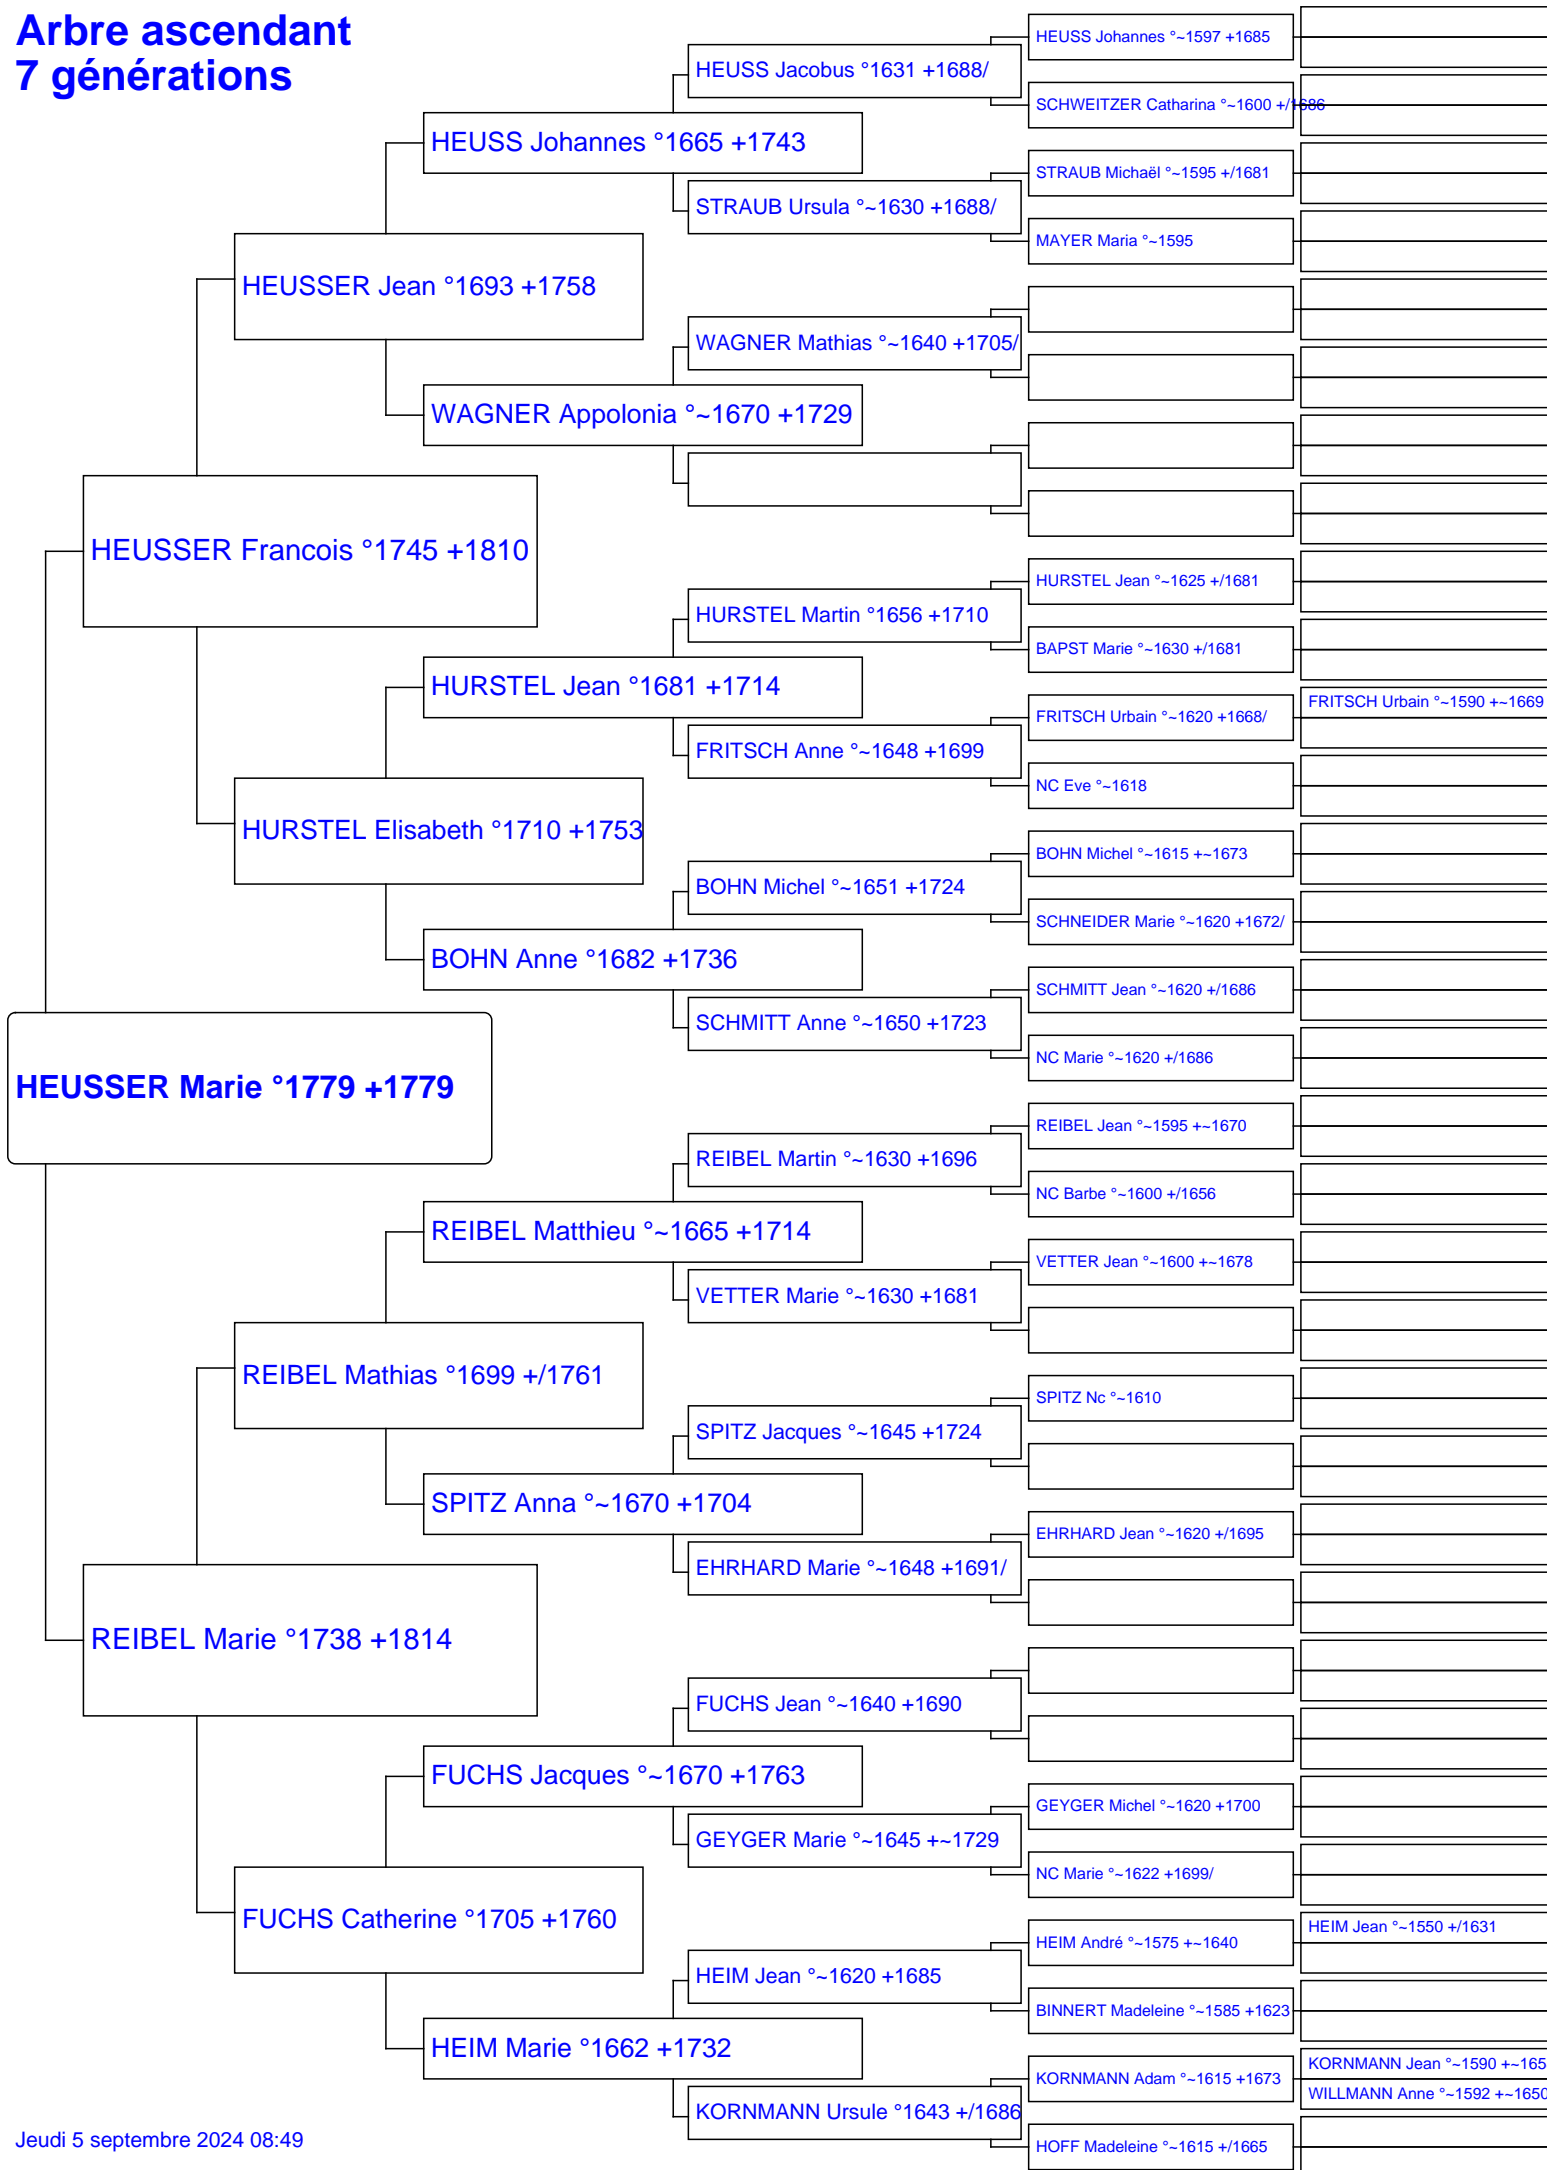 Arbre ascendant
7 générations
HEUSS Johannes °~1597 +1685
HEUSS Jacobus °1631 +1688/
SCHWEITZER Catharina °~1600 +/1686
HEUSS Johannes °1665 +1743
STRAUB Michaël °~1595 +/1681
STRAUB Ursula °~1630 +1688/
MAYER Maria °~1595
HEUSSER Jean °1693 +1758
WAGNER Mathias °~1640 +1705/
WAGNER Appolonia °~1670 +1729
HEUSSER Francois °1745 +1810
HURSTEL Jean °~1625 +/1681
HURSTEL Martin °1656 +1710
BAPST Marie °~1630 +/1681
HURSTEL Jean °1681 +1714
FRITSCH Urbain °~1590 +~1669
FRITSCH Urbain °~1620 +1668/
FRITSCH Anne °~1648 +1699
NC Eve °~1618
HURSTEL Elisabeth °1710 +1753
BOHN Michel °~1615 +~1673
BOHN Michel °~1651 +1724
SCHNEIDER Marie °~1620 +1672/
BOHN Anne °1682 +1736
SCHMITT Jean °~1620 +/1686
SCHMITT Anne °~1650 +1723
NC Marie °~1620 +/1686
HEUSSER Marie °1779 +1779
REIBEL Jean °~1595 +~1670
REIBEL Martin °~1630 +1696
NC Barbe °~1600 +/1656
REIBEL Matthieu °~1665 +1714
VETTER Jean °~1600 +~1678
VETTER Marie °~1630 +1681
REIBEL Mathias °1699 +/1761
SPITZ Nc °~1610
SPITZ Jacques °~1645 +1724
SPITZ Anna °~1670 +1704
EHRHARD Jean °~1620 +/1695
EHRHARD Marie °~1648 +1691/
REIBEL Marie °1738 +1814
FUCHS Jean °~1640 +1690
FUCHS Jacques °~1670 +1763
GEYGER Michel °~1620 +1700
GEYGER Marie °~1645 +~1729
NC Marie °~1622 +1699/
FUCHS Catherine °1705 +1760
HEIM Jean °~1550 +/1631
HEIM André °~1575 +~1640
HEIM Jean °~1620 +1685
BINNERT Madeleine °~1585 +1623
HEIM Marie °1662 +1732
KORNMANN Jean °~1590 +~165
KORNMANN Adam °~1615 +1673
WILLMANN Anne °~1592 +~1650
KORNMANN Ursule °1643 +/1686
HOFF Madeleine °~1615 +/1665
Jeudi 5 septembre 2024 08:49